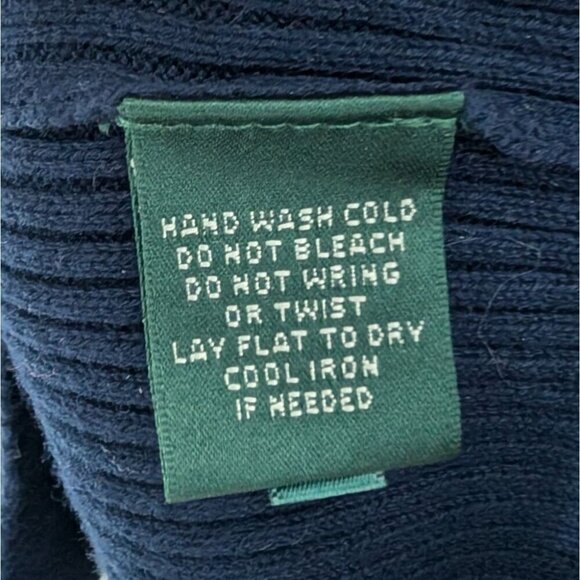 HAND WASH COLD
DO NOT BLEACH
DO NOT WRING
OR TWIST
LAY FLAT TO DRY
COOL IRON
IF NEEDED